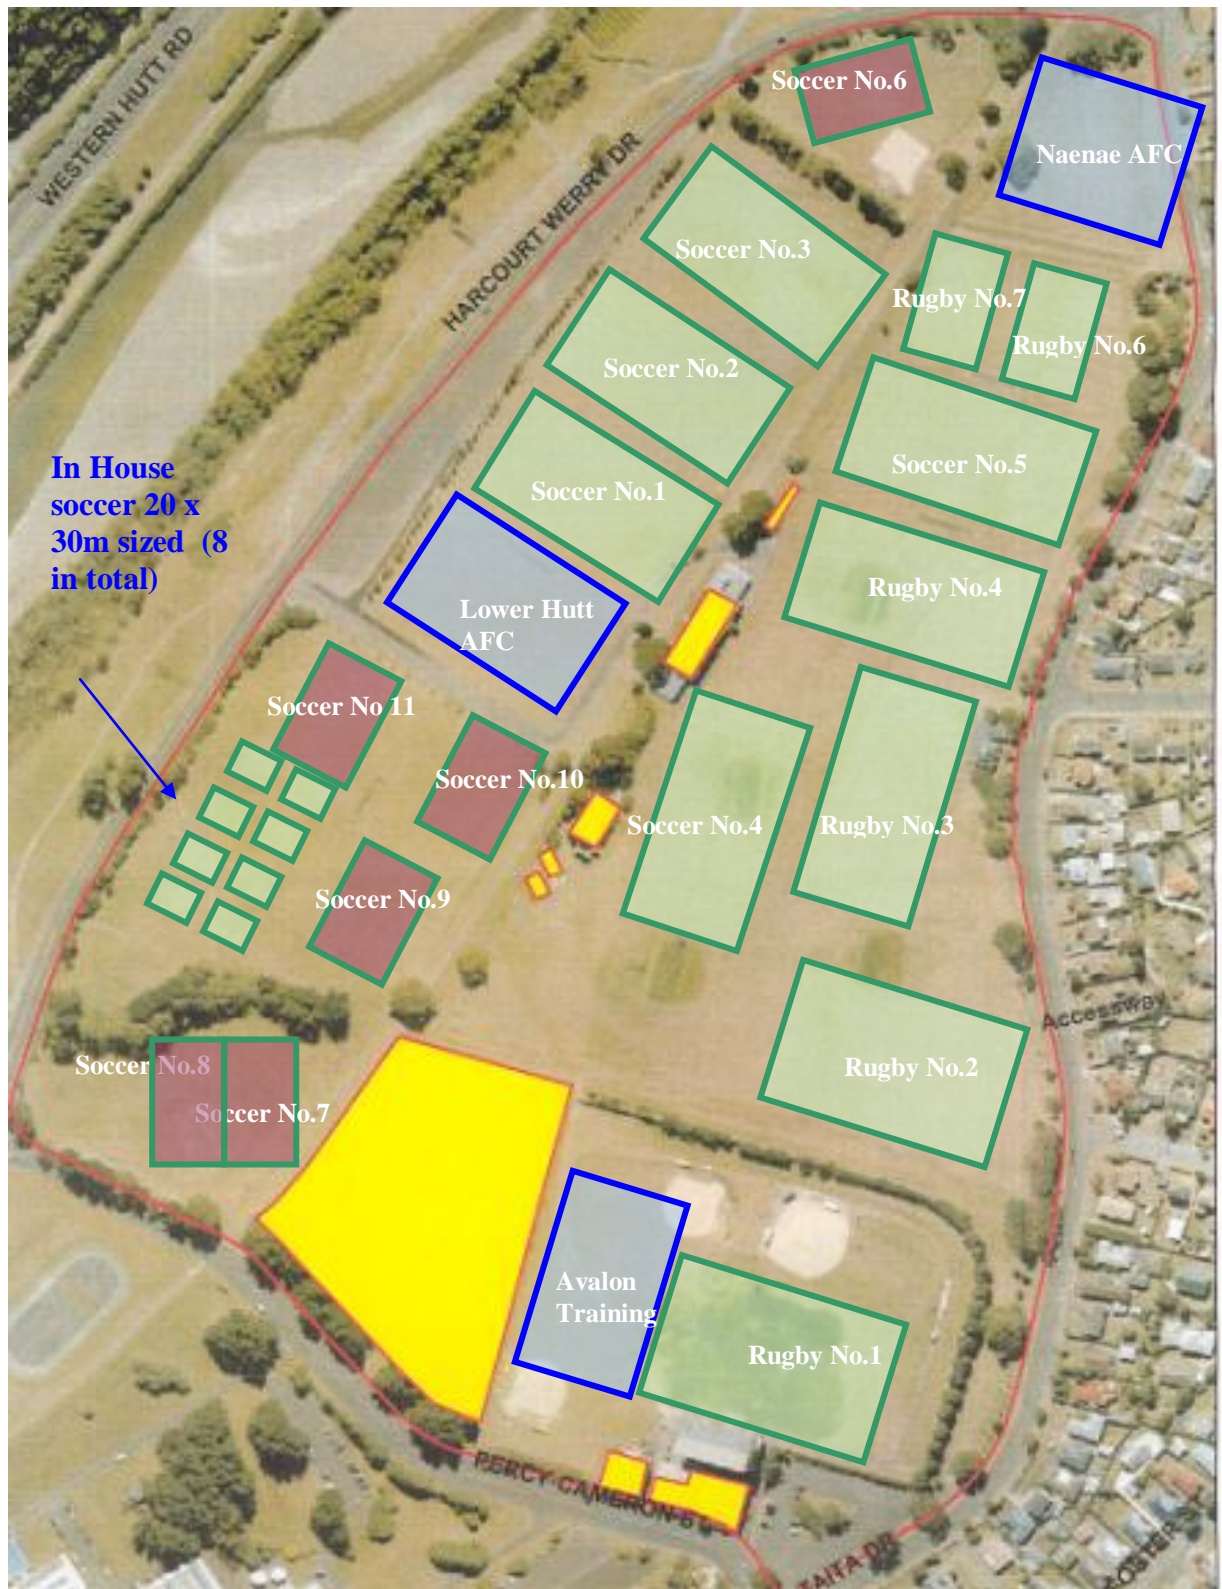 WESTERN HUTT RD
Soccer No.6
Naenae AFC
HARCOURT WERRY DR
Soccer No.3
Rugby No.7
Rugby No.6
Soccer No.2
Soccer No.5
In House
soccer 20 x
30m sized (8
in total)
Soccer No.1
Rugby No.4
Lower Hutt
AFC
Soccer No 11
Soccer No.10
Soccer No.4
Rugby No.3
Soccer No.9
Accessway
Soccer No.8
Rugby No.2
Soccer No.7
Avalon
Training
Rugby No.1
PERCY CAMERON
TAITA DR